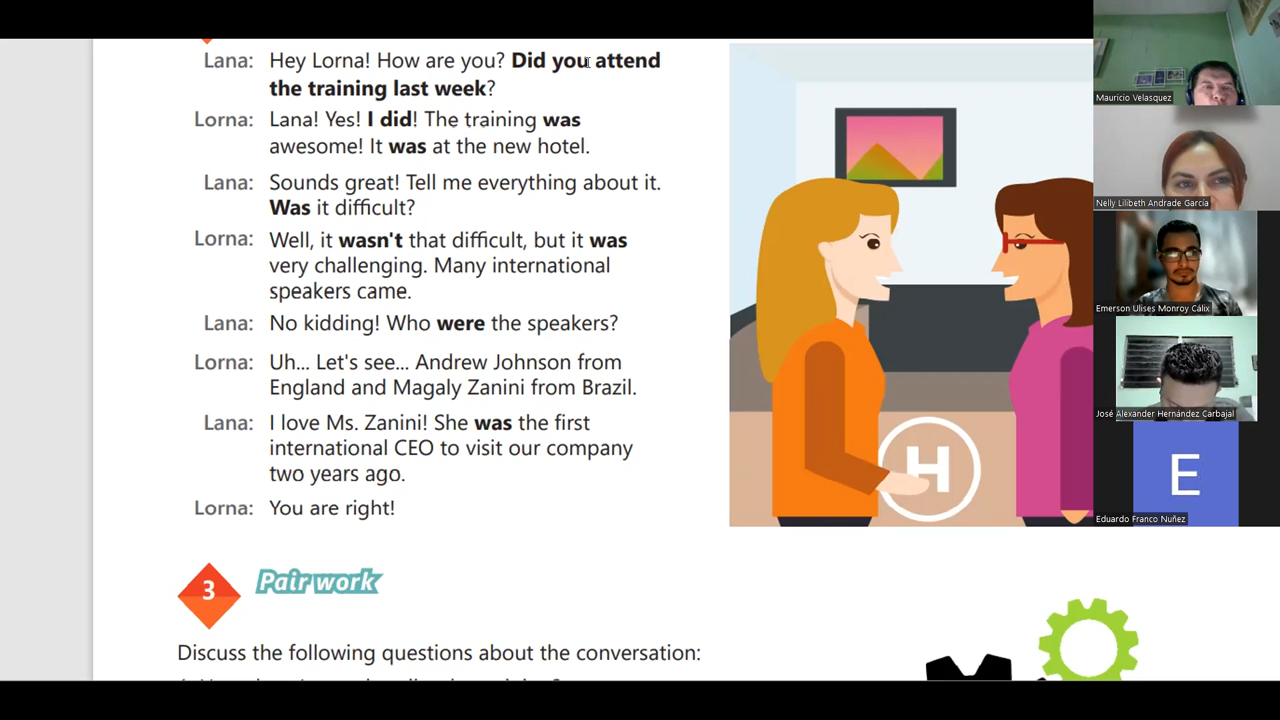 Lana: Hey Lorna! How are you? Did you attend
the training last week?
Lorna: Lana! Yes! I did! The training was
awesome! It was at the new hotel.
Lana: Sounds great! Tell me everything about it.
Was it difficult?
Lorna: Well, it wasn't that difficult, but it was
very challenging. Many international
speakers came.
Lana: No kidding! Who were the speakers?
Lorna: Uh... Let's see... Andrew Johnson from
England and Magaly Zanini from Brazil.
Lana: I love Ms. Zanini! She was the first
international CEO to visit our company
two years ago.
Lorna: You are right!
H
3 Pair work
Discuss the following questions about the conversation:
Mauricio Velasquez
Nelly Lilibeth Andrade García
Emerson Ulises Monroy Cálix
José Alexander Hernández Carbajal
E
Eduardo Franco Nuñez